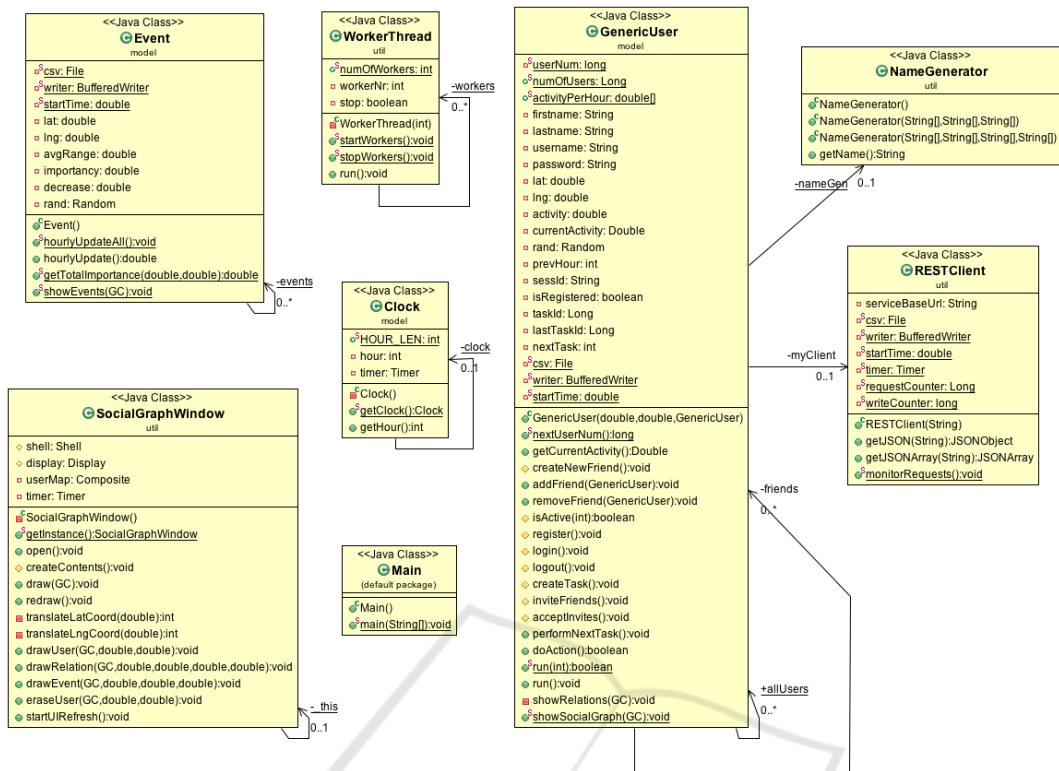 <<Java Class>>
Event
model
csv: File
writer: BufferedWriter
startTime: double
lat: double
lng: double
avgRange: double
importancy: double
decrease: double
rand: Random
Event()
hourlyUpdateAll():void
hourlyUpdate():double
getTotalImportance(double,double):double
showEvents(GC):void
-events
0..*
<<Java Class>>
WorkerThread
util
numOfWorkers: int
workerNr: int
stop: boolean
WorkerThread(int)
startWorkers():void
stopWorkers():void
run():void
-workers
0..*
<<Java Class>>
GenericUser
model
userNum: long
numOfUsers: Long
activityPerHour: double[]
firstname: String
lastname: String
username: String
password: String
lat: double
lng: double
activity: double
currentActivity: Double
rand: Random
prevHour: int
sessId: String
isRegistered: boolean
taskId: Long
lastTaskId: Long
nextTask: int
csv: File
writer: BufferedWriter
startTime: double
GenericUser(double,double,GenericUser)
nextUserNum():long
getCurrentActivity():Double
createNewFriend():void
addFriend(GenericUser):void
removeFriend(GenericUser):void
isActive(int):boolean
register():void
login():void
logout():void
createTask():void
inviteFriends():void
acceptInvites():void
performNextTask():void
doAction():boolean
run(int):boolean
run():void
showRelations(GC):void
showSocialGraph(GC):void
<<Java Class>>
NameGenerator
util
NameGenerator()
NameGenerator(String[],String[],String[])
NameGenerator(String[],String[],String[],String[])
getName():String
-nameGen
0..1
<<Java Class>>
RESTClient
util
serviceBaseUrl: String
csv: File
writer: BufferedWriter
startTime: double
timer: Timer
requestCounter: Long
writeCounter: long
RESTClient(String)
getJSON(String):JSONObject
getJSONArray(String):JSONArray
monitorRequests():void
-myClient
0..1
-friends
0..*
+allUsers
0..*
<<Java Class>>
Clock
model
HOUR_LEN: int
hour: int
timer: Timer
Clock()
getClock():Clock
getHour():int
-clock
0..1
<<Java Class>>
SocialGraphWindow
util
shell: Shell
display: Display
userMap: Composite
timer: Timer
SocialGraphWindow()
getInstance():SocialGraphWindow
open():void
createContents():void
draw(GC):void
redraw():void
translateLatCoord(double):int
translateLngCoord(double):int
drawUser(GC,double,double):void
drawRelation(GC,double,double,double,double):void
drawEvent(GC,double,double,double):void
eraseUser(GC,double,double):void
startUIRefresh():void
-_this
0..1
<<Java Class>>
Main
(default package)
Main()
main(String[]):void